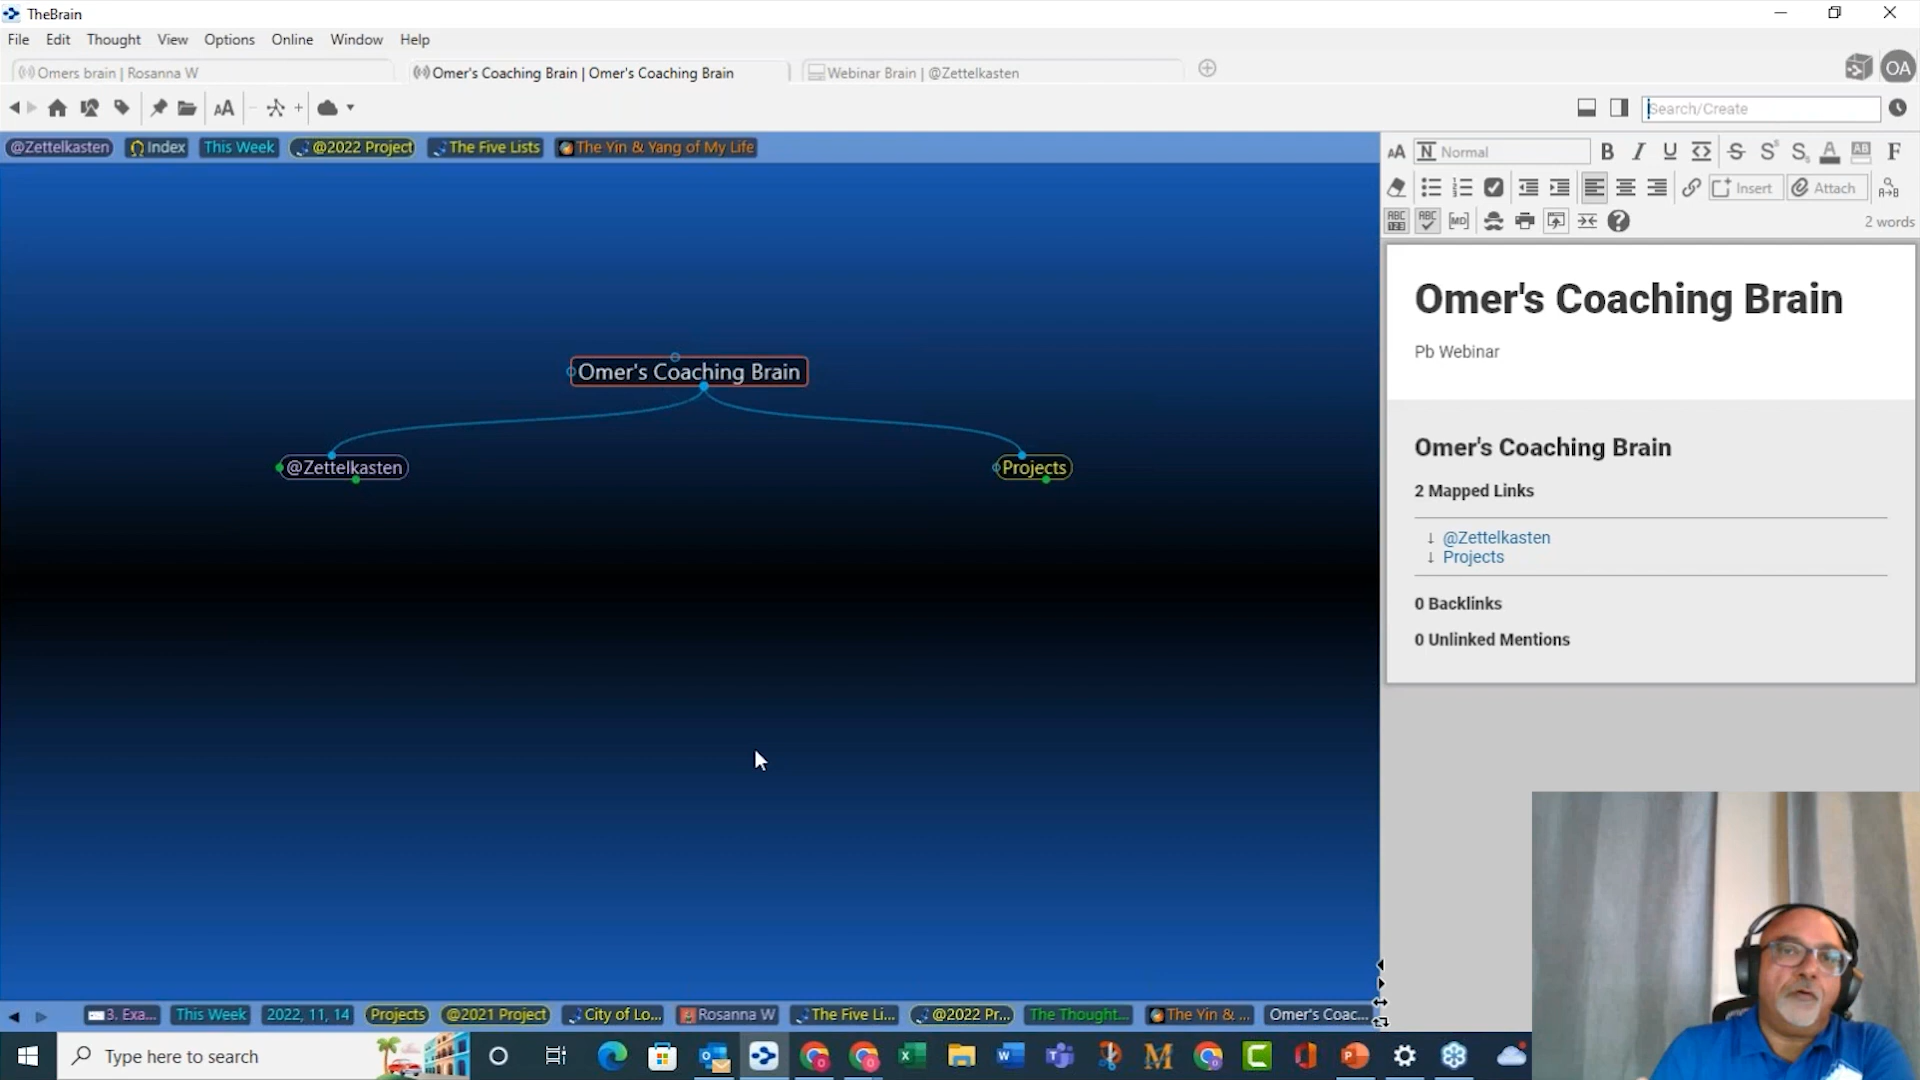 TheBrain
File Edit Thought View Options Online Window Help
Omers brain | Rosanna W
Omer's Coaching Brain | Omer's Coaching Brain
Webinar Brain | @Zettelkasten
OA
Search/Create
@Zettelkasten
Index
This Week
@2022 Project
The Five Lists
The Yin & Yang of My Life
Normal
Insert
Attach
2 words
Omer's Coaching Brain
@Zettelkasten
Projects
Omer's Coaching Brain
Pb Webinar
Omer's Coaching Brain
2 Mapped Links
↓ @Zettelkasten
↓ Projects
0 Backlinks
0 Unlinked Mentions
3. Exa...
This Week
2022, 11, 14
Projects
@2021 Project
City of Lo...
Rosanna W
The Five Li...
@2022 Pr...
The Thought...
The Yin & ...
Omer's Coac...
Type here to search